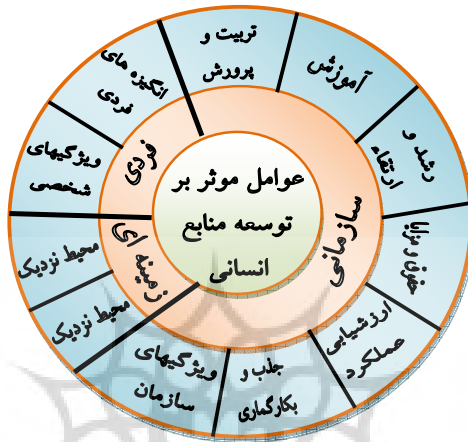 عوامل موثر بر
توسعه منابع
انسانی
فردی
سازمانی
زمینه ای
تربیت و
پرورش
آموزش
رشد و
ارتقاء
حقوق و مزایا
ارزشیابی
عملکرد
جذب و
بکارگماری
ویژگیهای
سازمان
محیط نزدیک
محیط نزدیک
ویژگیهای
شخصی
انگیزه های
فردی